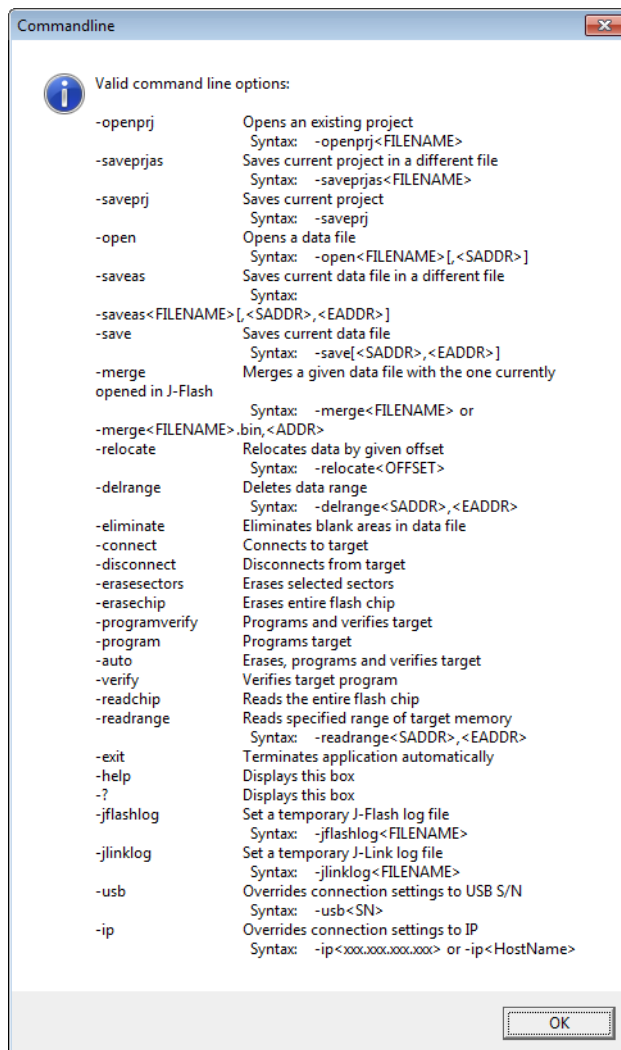 Commandline
Valid command line options:
-openprj Opens an existing project
Syntax: -openprj<FILENAME>
-saveprjas Saves current project in a different file
Syntax: -saveprjas<FILENAME>
-saveprj Saves current project
Syntax: -saveprj
-open Opens a data file
Syntax: -open<FILENAME>[,<SADDR>]
-saveas Saves current data file in a different file
Syntax:
-saveas<FILENAME>[,<SADDR>,<EADDR>]
-save Saves current data file
Syntax: -save[<SADDR>,<EADDR>]
-merge Merges a given data file with the one currently
opened in J-Flash
Syntax: -merge<FILENAME> or
-merge<FILENAME>.bin,<ADDR>
-relocate Relocates data by given offset
Syntax: -relocate<OFFSET>
-delrange Deletes data range
Syntax: -delrange<SADDR>,<EADDR>
-eliminate Eliminates blank areas in data file
-connect Connects to target
-disconnect Disconnects from target
-erasesectors Erases selected sectors
-erasechip Erases entire flash chip
-programverify Programs and verifies target
-program Programs target
-auto Erases, programs and verifies target
-verify Verifies target program
-readchip Reads the entire flash chip
-readrange Reads specified range of target memory
Syntax: -readrange<SADDR>,<EADDR>
-exit Terminates application automatically
-help Displays this box
-? Displays this box
-jflashlog Set a temporary J-Flash log file
Syntax: -jflashlog<FILENAME>
-jlinklog Set a temporary J-Link log file
Syntax: -jlinklog<FILENAME>
-usb Overrides connection settings to USB S/N
Syntax: -usb<SN>
-ip Overrides connection settings to IP
Syntax: -ip<xxx.xxx.xxx.xxx> or -ip<HostName>
OK